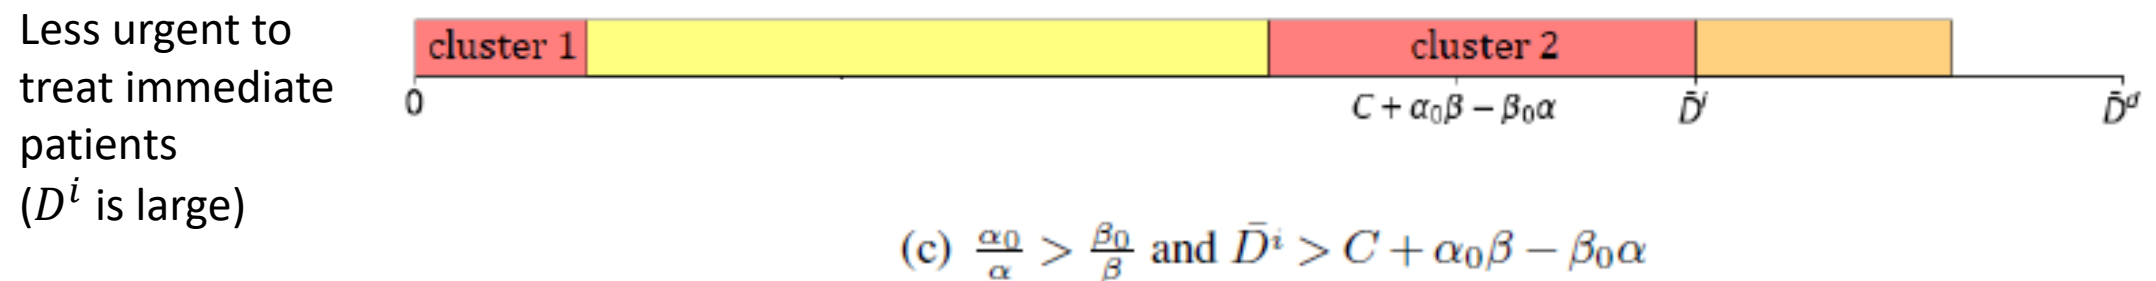 Less urgent to
treat immediate
patients
(Dⁱ is large)
cluster 1
cluster 2
0
C + α₀β − β₀α
D̄ⁱ
D̄ᵈ
(c) α₀/α > β₀/β and D̄ⁱ > C + α₀β − β₀α